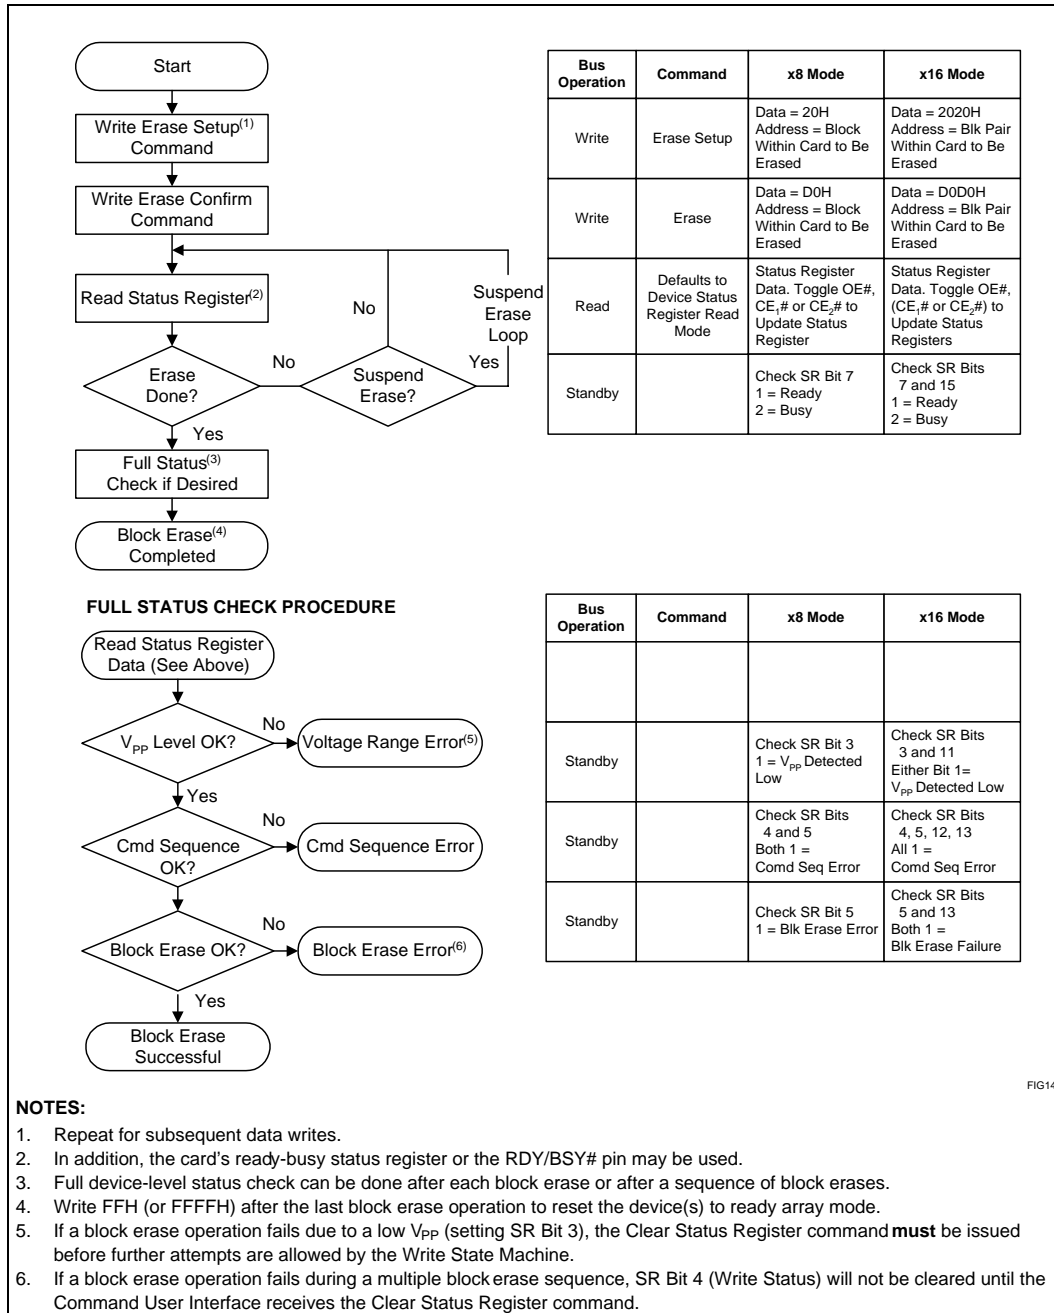 Start
Write Erase Setup(1)
Command
Write Erase Confirm
Command
Read Status Register(2)
No
Suspend
Erase
Loop
Erase
Done?
No
Suspend
Erase?
Yes
Yes
Full Status(3)
Check if Desired
Block Erase(4)
Completed
Bus
Operation
Command
x8 Mode
x16 Mode
Write
Erase Setup
Data = 20H
Address = Block
Within Card to Be
Erased
Data = 2020H
Address = Blk Pair
Within Card to Be
Erased
Write
Erase
Data = D0H
Address = Block
Within Card to Be
Erased
Data = D0D0H
Address = Blk Pair
Within Card to Be
Erased
Read
Defaults to
Device Status
Register Read
Mode
Status Register
Data. Toggle OE#,
CE1# or CE2# to
Update Status
Register
Status Register
Data. Toggle OE#,
(CE1# or CE2#) to
Update Status
Registers
Standby
Check SR Bit 7
1 = Ready
2 = Busy
Check SR Bits
7 and 15
1 = Ready
2 = Busy
FULL STATUS CHECK PROCEDURE
Read Status Register
Data (See Above)
VPP Level OK?
No
Voltage Range Error(5)
Yes
Cmd Sequence
OK?
No
Cmd Sequence Error
Block Erase OK?
No
Block Erase Error(6)
Yes
Block Erase
Successful
Bus
Operation
Command
x8 Mode
x16 Mode
Standby
Check SR Bit 3
1 = VPP Detected
Low
Check SR Bits
3 and 11
Either Bit 1=
VPP Detected Low
Standby
Check SR Bits
4 and 5
Both 1 =
Comd Seq Error
Check SR Bits
4, 5, 12, 13
All 1 =
Comd Seq Error
Standby
Check SR Bit 5
1 = Blk Erase Error
Check SR Bits
5 and 13
Both 1 =
Blk Erase Failure
FIG14
NOTES:
1. Repeat for subsequent data writes.
2. In addition, the card's ready-busy status register or the RDY/BSY# pin may be used.
3. Full device-level status check can be done after each block erase or after a sequence of block erases.
4. Write FFH (or FFFFH) after the last block erase operation to reset the device(s) to ready array mode.
5. If a block erase operation fails due to a low VPP (setting SR Bit 3), the Clear Status Register command must be issued
before further attempts are allowed by the Write State Machine.
6. If a block erase operation fails during a multiple block erase sequence, SR Bit 4 (Write Status) will not be cleared until the
Command User Interface receives the Clear Status Register command.